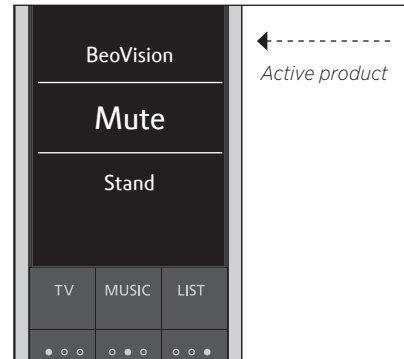 BeoVision
Active product
Mute
Stand
TV MUSIC LIST